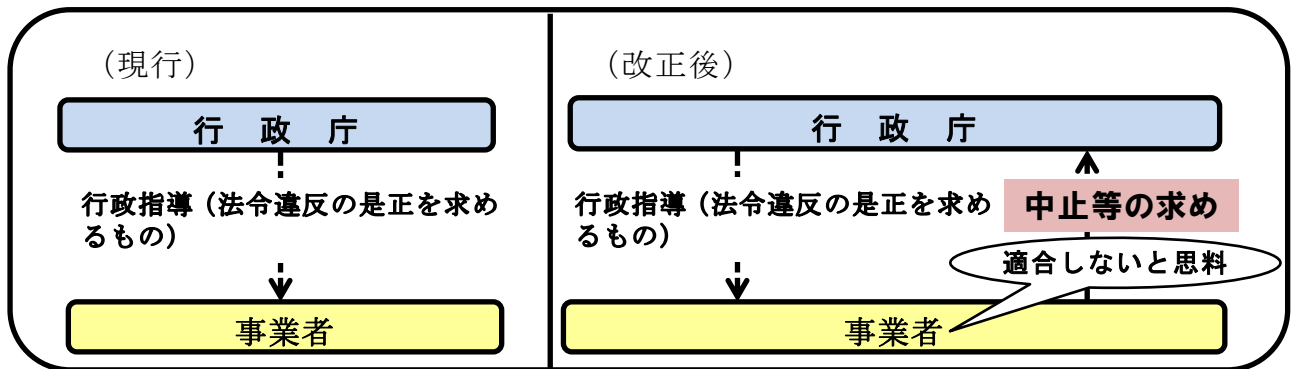 （現行）
行 政 庁
行政指導（法令違反の是正を求め
るもの）
事業者
（改正後）
行 政 庁
行政指導（法令違反の是正を求め
るもの）
中止等の求め
適合しないと思料
事業者